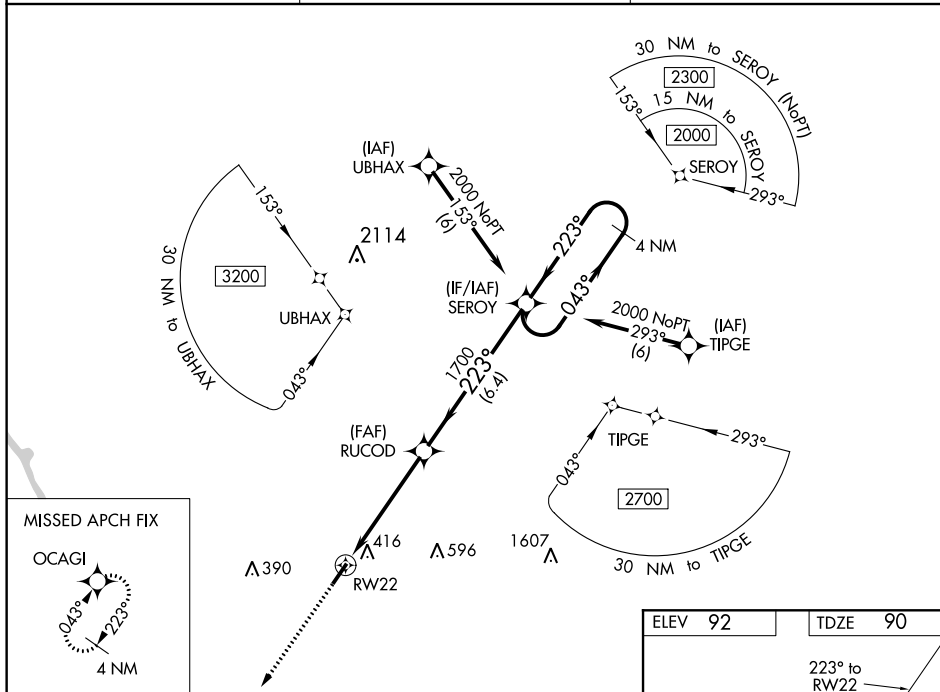 30 NM to SEROY (NoPT)
2300
15 NM to SEROY
2000
153°
SEROY
293°
(IAF)
UBHAX
2000 NoPT
153°
(6)
153°
2114
3200
UBHAX
30 NM to UBHAX
043°
223°
4 NM
043°
(IF/IAF)
SEROY
2000 NoPT
293°
(6)
(IAF)
TIPGE
1700
223°
(6.4)
(FAF)
RUCOD
TIPGE
293°
043°
2700
30 NM to TIPGE
MISSED APCH FIX
OCAGI
043°
223°
4 NM
390
416
596
1607
RW22
ELEV 92
TDZE 90
223° to
RW22